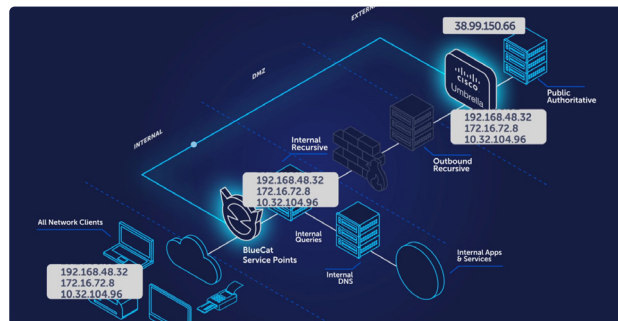 EXTERNAL
38.99.150.66
DMZ
CISCO
Umbrella
Public
Authoritative
192.168.48.32
172.16.72.8
10.32.104.96
INTERNAL
Internal
Recursive
Outbound
Recursive
192.168.48.32
172.16.72.8
10.32.104.96
All Network Clients
BlueCat
Service Points
Internal
Queries
Internal
DNS
Internal Apps
& Services
192.168.48.32
172.16.72.8
10.32.104.96